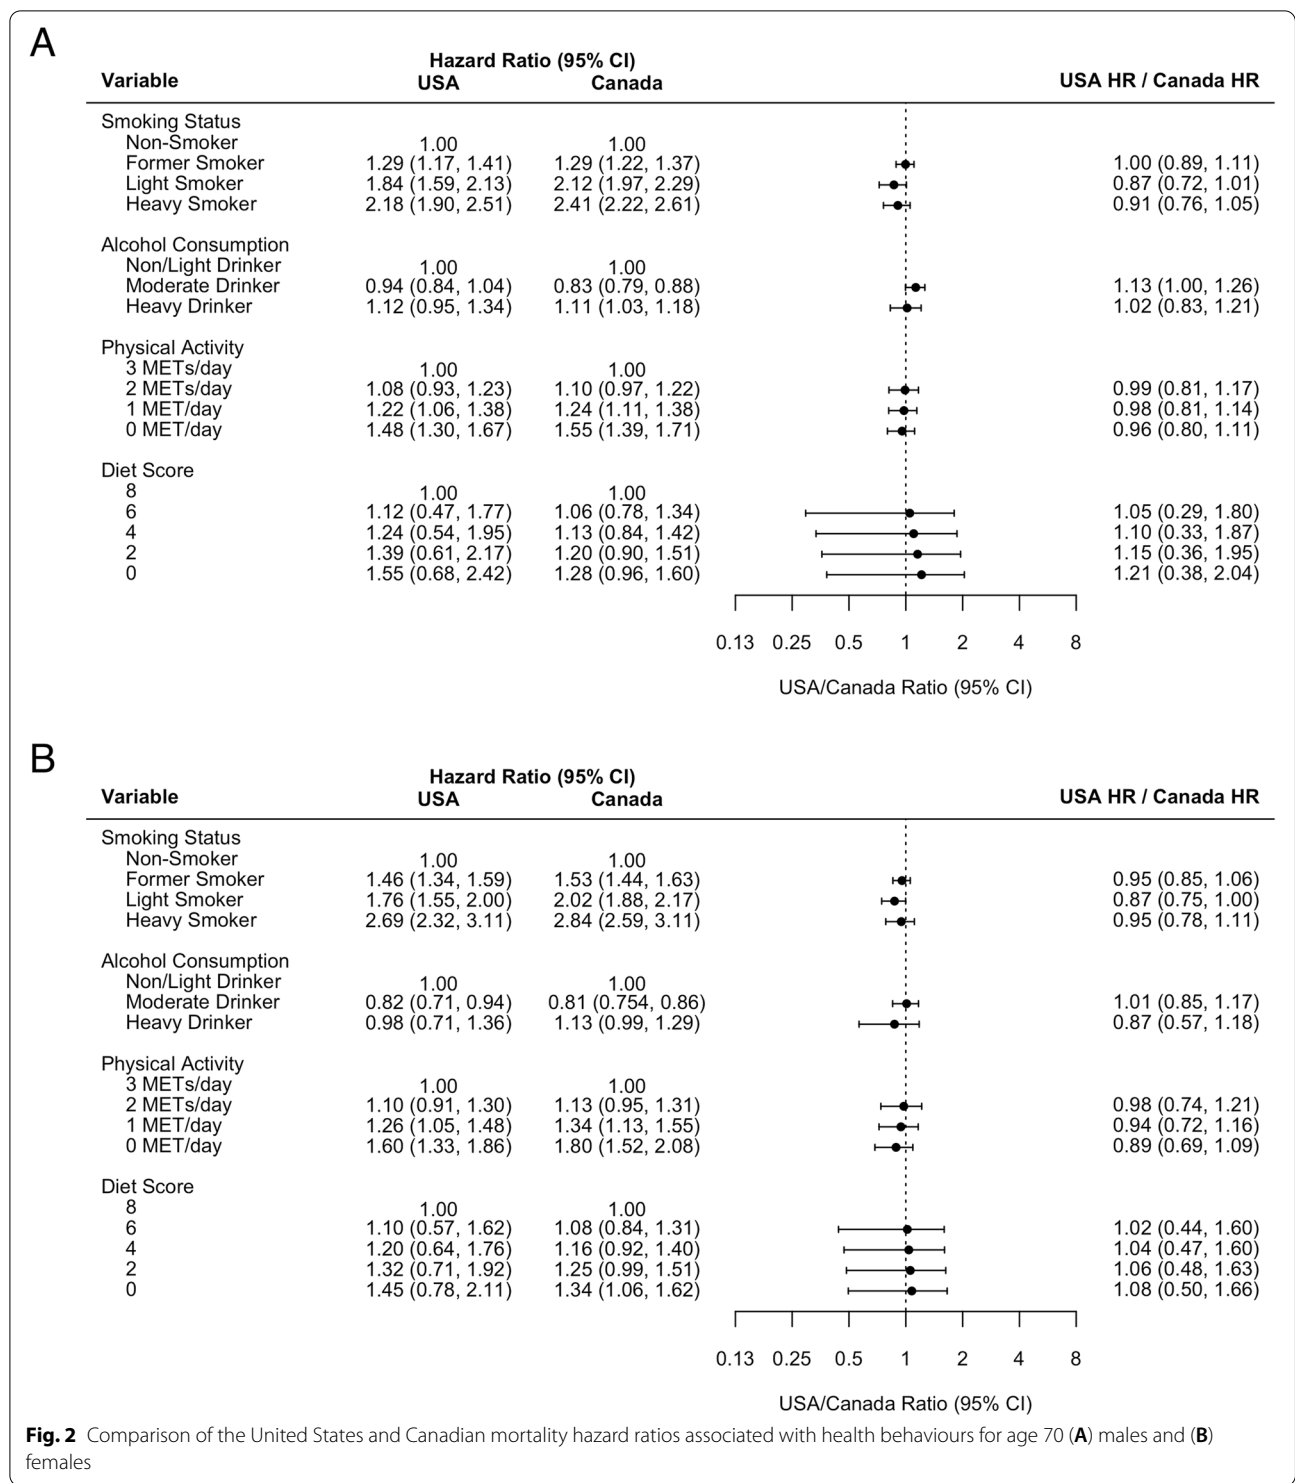 A
Hazard Ratio (95% CI)
Variable USA Canada USA HR / Canada HR
Smoking Status
Non-Smoker 1.00 1.00
Former Smoker 1.29 (1.17, 1.41) 1.29 (1.22, 1.37) 1.00 (0.89, 1.11)
Light Smoker 1.84 (1.59, 2.13) 2.12 (1.97, 2.29) 0.87 (0.72, 1.01)
Heavy Smoker 2.18 (1.90, 2.51) 2.41 (2.22, 2.61) 0.91 (0.76, 1.05)
Alcohol Consumption
Non/Light Drinker 1.00 1.00
Moderate Drinker 0.94 (0.84, 1.04) 0.83 (0.79, 0.88) 1.13 (1.00, 1.26)
Heavy Drinker 1.12 (0.95, 1.34) 1.11 (1.03, 1.18) 1.02 (0.83, 1.21)
Physical Activity
3 METs/day 1.00 1.00
2 METs/day 1.08 (0.93, 1.23) 1.10 (0.97, 1.22) 0.99 (0.81, 1.17)
1 MET/day 1.22 (1.06, 1.38) 1.24 (1.11, 1.38) 0.98 (0.81, 1.14)
0 MET/day 1.48 (1.30, 1.67) 1.55 (1.39, 1.71) 0.96 (0.80, 1.11)
Diet Score
8 1.00 1.00
6 1.12 (0.47, 1.77) 1.06 (0.78, 1.34) 1.05 (0.29, 1.80)
4 1.24 (0.54, 1.95) 1.13 (0.84, 1.42) 1.10 (0.33, 1.87)
2 1.39 (0.61, 2.17) 1.20 (0.90, 1.51) 1.15 (0.36, 1.95)
0 1.55 (0.68, 2.42) 1.28 (0.96, 1.60) 1.21 (0.38, 2.04)
0.13 0.25 0.5 1 2 4 8
USA/Canada Ratio (95% CI)
B
Hazard Ratio (95% CI)
Variable USA Canada USA HR / Canada HR
Smoking Status
Non-Smoker 1.00 1.00
Former Smoker 1.46 (1.34, 1.59) 1.53 (1.44, 1.63) 0.95 (0.85, 1.06)
Light Smoker 1.76 (1.55, 2.00) 2.02 (1.88, 2.17) 0.87 (0.75, 1.00)
Heavy Smoker 2.69 (2.32, 3.11) 2.84 (2.59, 3.11) 0.95 (0.78, 1.11)
Alcohol Consumption
Non/Light Drinker 1.00 1.00
Moderate Drinker 0.82 (0.71, 0.94) 0.81 (0.754, 0.86) 1.01 (0.85, 1.17)
Heavy Drinker 0.98 (0.71, 1.36) 1.13 (0.99, 1.29) 0.87 (0.57, 1.18)
Physical Activity
3 METs/day 1.00 1.00
2 METs/day 1.10 (0.91, 1.30) 1.13 (0.95, 1.31) 0.98 (0.74, 1.21)
1 MET/day 1.26 (1.05, 1.48) 1.34 (1.13, 1.55) 0.94 (0.72, 1.16)
0 MET/day 1.60 (1.33, 1.86) 1.80 (1.52, 2.08) 0.89 (0.69, 1.09)
Diet Score
8 1.00 1.00
6 1.10 (0.57, 1.62) 1.08 (0.84, 1.31) 1.02 (0.44, 1.60)
4 1.20 (0.64, 1.76) 1.16 (0.92, 1.40) 1.04 (0.47, 1.60)
2 1.32 (0.71, 1.92) 1.25 (0.99, 1.51) 1.06 (0.48, 1.63)
0 1.45 (0.78, 2.11) 1.34 (1.06, 1.62) 1.08 (0.50, 1.66)
0.13 0.25 0.5 1 2 4 8
USA/Canada Ratio (95% CI)
Fig. 2 Comparison of the United States and Canadian mortality hazard ratios associated with health behaviours for age 70 (A) males and (B)
females